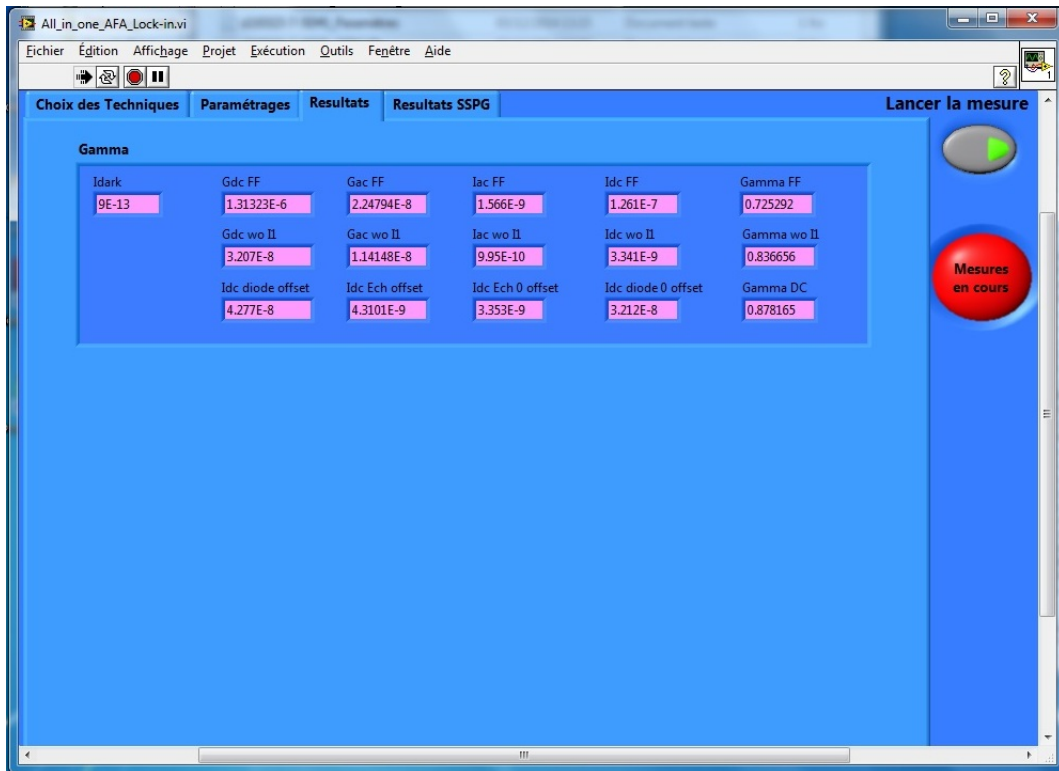 All_in_one_AFA_Lock-in.vi
Fichier Édition Affichage Projet Exécution Outils Fenêtre Aide
1
Choix des Techniques Paramétrages Resultats Resultats SSPG Lancer la mesure
Gamma
Idark Gdc FF Gac FF Iac FF Idc FF Gamma FF
9E-13 1.31323E-6 2.24794E-8 1.566E-9 1.261E-7 0.725292
Gdc wo I1 Gac wo I1 Iac wo I1 Idc wo I1 Gamma wo I1
3.207E-8 1.14148E-8 9.95E-10 3.341E-9 0.836656
Mesures
en cours
Idc diode offset Idc Ech offset Idc Ech 0 offset Idc diode 0 offset Gamma DC
4.277E-8 4.3101E-9 3.353E-9 3.212E-8 0.878165